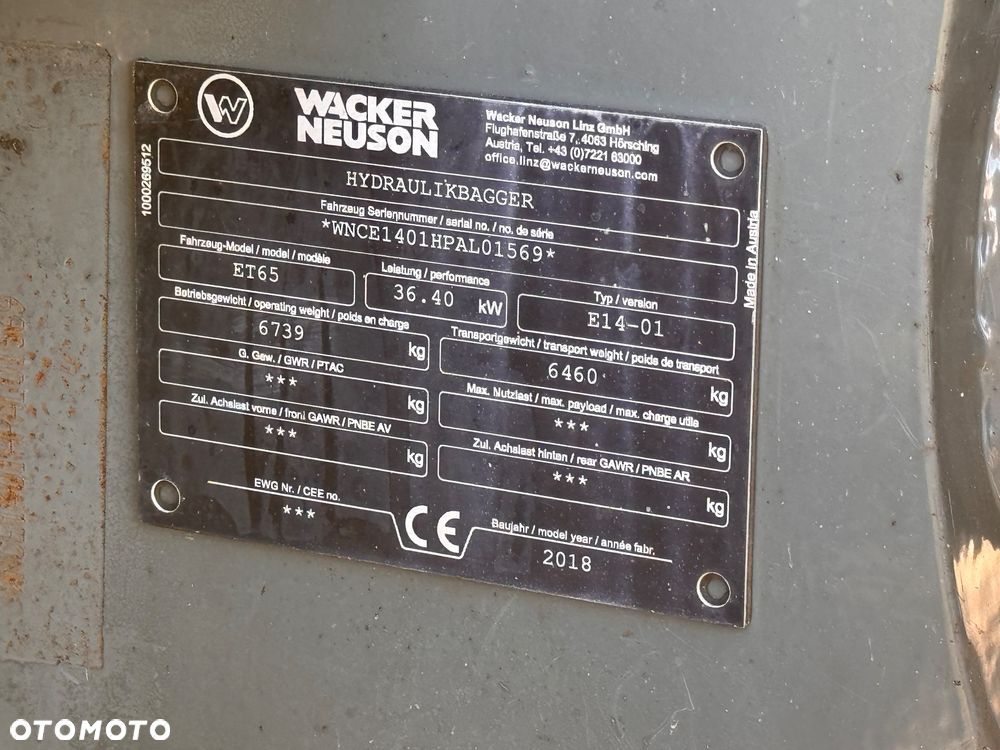 W
WACKER
NEUSON
Wacker Neuson Linz GmbH
Flughafenstraße 7, 4063 Hörsching
Austria, Tel. +43 (0)7221 63000
office.linz@wackerneuson.com
1000269512
HYDRAULIKBAGGER
Fahrzeug Seriennummer / serial no. / no. de série
*WNCE1401HPAL01569*
Made in Austria
Fahrzeug-Model / model / modèle
ET65
Leistung / performance
36.40 kW
Typ / version
E14-01
Betriebsgewicht / operating weight / poids en charge
6739 kg
Transportgewicht / transport weight / poids de transport
6460 kg
G. Gew. / GWR / PTAC
*** kg
Max. Nutzlast / max. payload / max. charge utile
*** kg
Zul. Achslast vorne / front GAWR / PNBE AV
*** kg
Zul. Achslast hinten / rear GAWR / PNBE AR
*** kg
EWG Nr. / CEE no.
***
CE
Baujahr / model year / année fabr.
2018
OTOMOTO